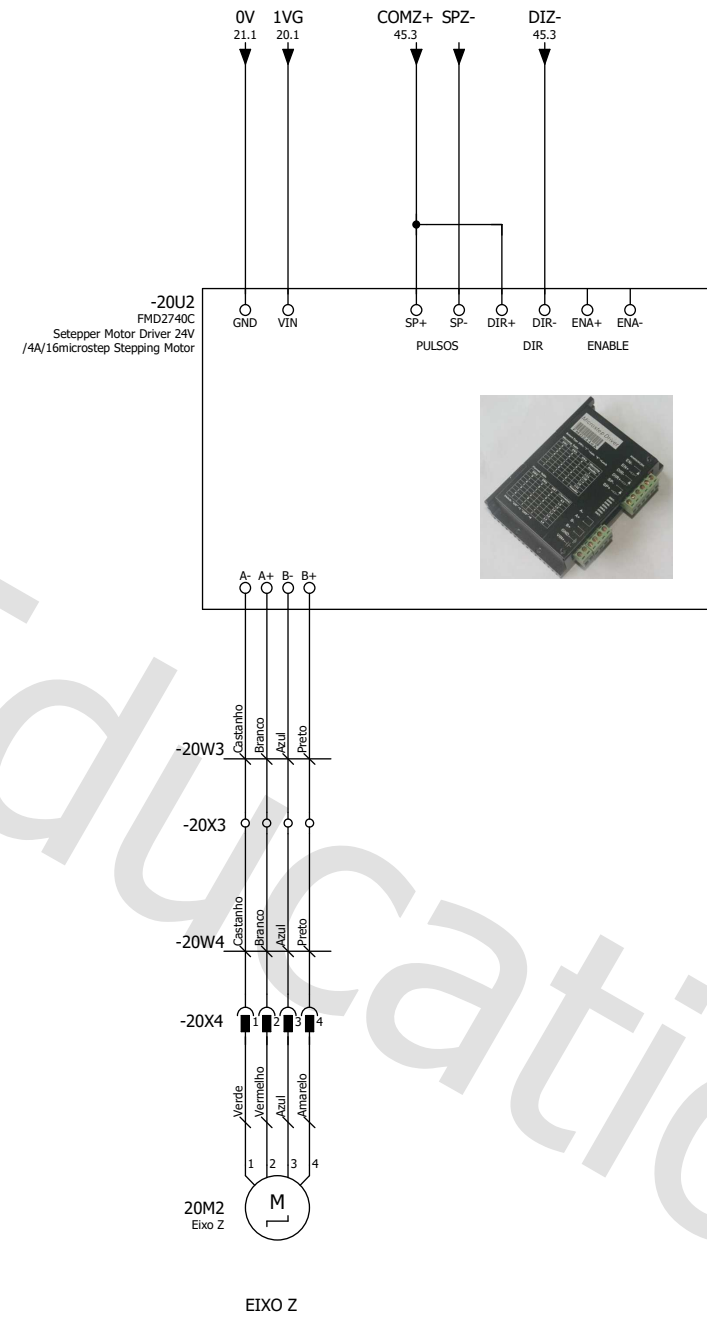 0V 1VG COMZ+ SPZ- DIZ-
21.1 20.1 45.3 45.3
-20U2
FMD2740C
Setepper Motor Driver 24V
/4A/16microstep Stepping Motor
GND VIN SP+ SP- DIR+ DIR- ENA+ ENA-
PULSOS DIR ENABLE
A- A+ B- B+
-20W3 Castanho Branco Azul Preto
-20X3
-20W4 Castanho Branco Azul Preto
-20X4 1 2 3 4
Verde Vermelho Azul Amarelo
1 2 3 4
20M2 M
Eixo Z
EIXO Z
Education